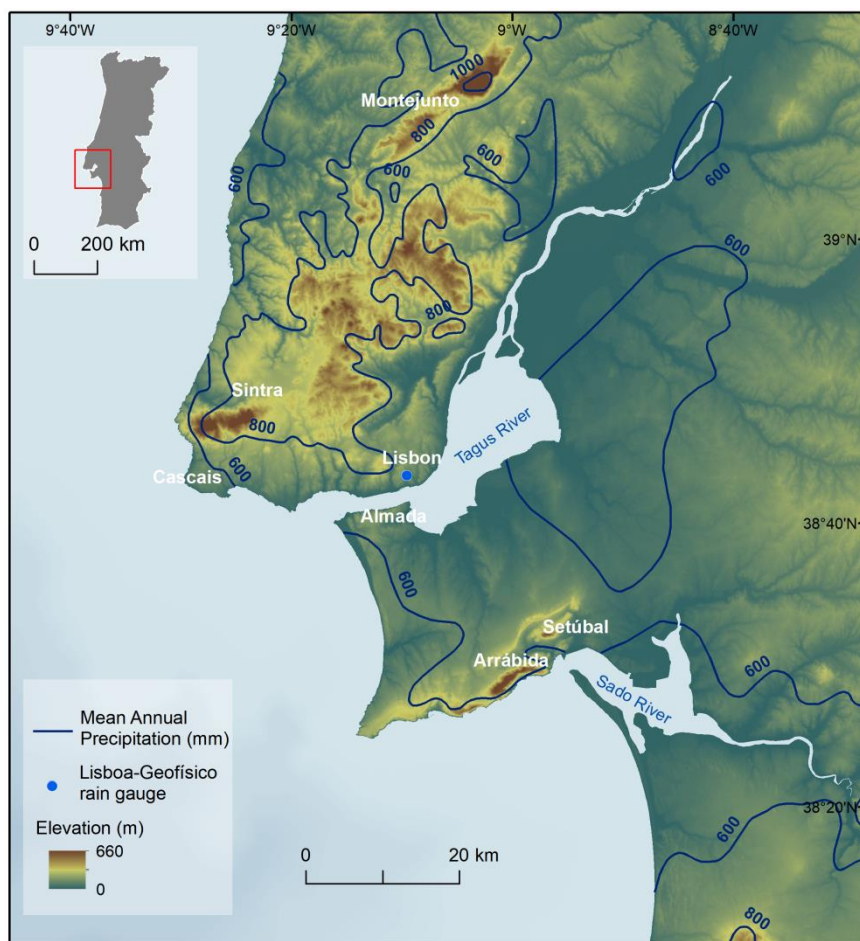 9°40'W
9°20'W
9°W
8°40'W
1000
Montejunto
800
600
600
600
600
0
200 km
600
39°N
800
Sintra
800
Lisbon
Tagus River
600
Cascais
Almada
38°40'N
600
Setúbal
Arrábida
600
Sado River
Mean Annual
Precipitation (mm)
Lisboa-Geofísico
rain gauge
Elevation (m)
660
0
0
20 km
38°20'N
600
800